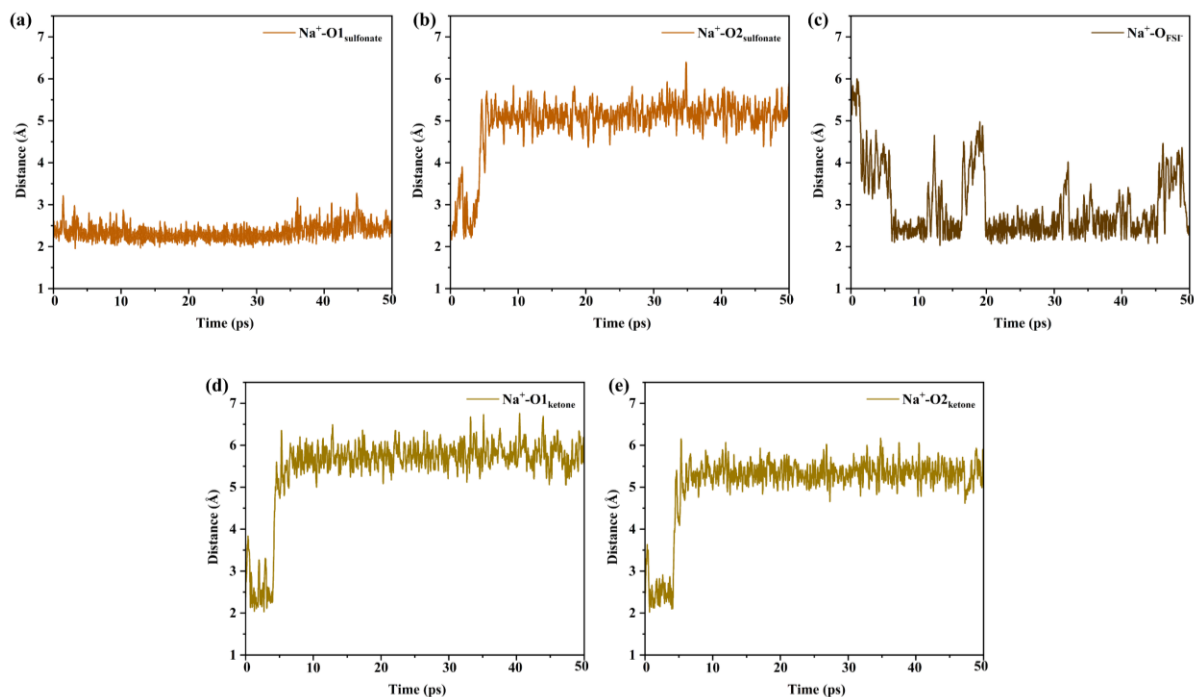 (a)
Na⁺-O1sulfonate
7
6
5
4
3
2
1
Distance (Å)
0 10 20 30 40 50
Time (ps)
(b)
Na⁺-O2sulfonate
7
6
5
4
3
2
1
Distance (Å)
0 10 20 30 40 50
Time (ps)
(c)
Na⁺-OFSI⁻
7
6
5
4
3
2
1
Distance (Å)
0 10 20 30 40 50
Time (ps)
(d)
Na⁺-O1ketone
7
6
5
4
3
2
1
Distance (Å)
0 10 20 30 40 50
Time (ps)
(e)
Na⁺-O2ketone
7
6
5
4
3
2
1
Distance (Å)
0 10 20 30 40 50
Time (ps)